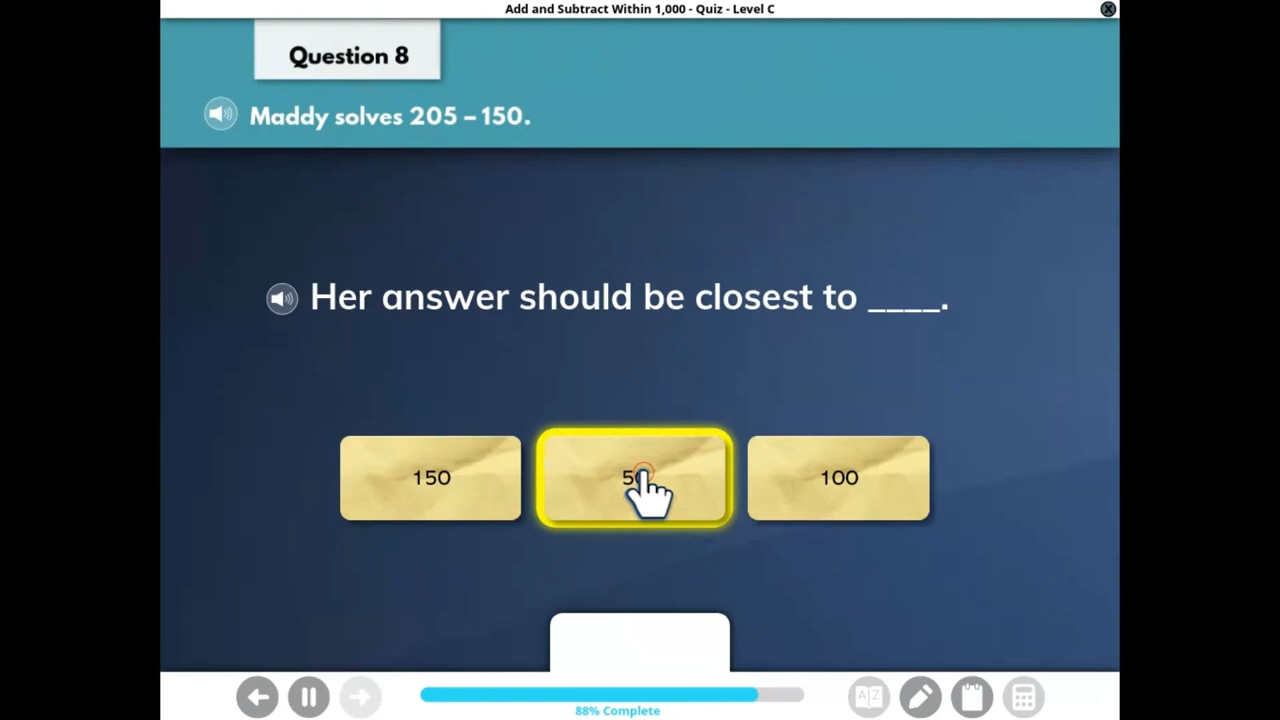 Add and Subtract Within 1,000 - Quiz - Level C
Question 8
Maddy solves 205 – 150.
Her answer should be closest to ____.
150
100
AZ
88% Complete